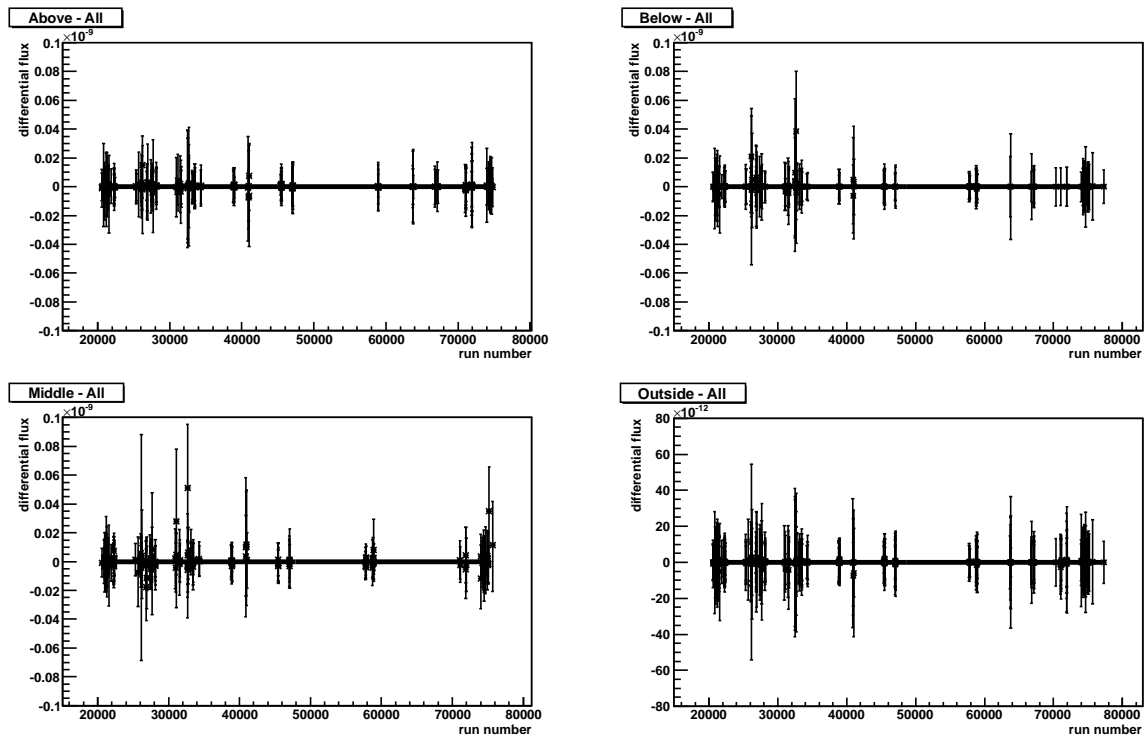 Above - All
×10⁻⁹
differential flux
0.1
0.08
0.06
0.04
0.02
0
-0.02
-0.04
-0.06
-0.08
-0.1
20000 30000 40000 50000 60000 70000 80000
run number
Below - All
×10⁻⁹
differential flux
0.1
0.08
0.06
0.04
0.02
0
-0.02
-0.04
-0.06
-0.08
-0.1
20000 30000 40000 50000 60000 70000 80000
run number
Middle - All
×10⁻⁹
differential flux
0.1
0.08
0.06
0.04
0.02
0
-0.02
-0.04
-0.06
-0.08
-0.1
20000 30000 40000 50000 60000 70000 80000
run number
Outside - All
×10⁻¹²
differential flux
80
60
40
20
0
-20
-40
-60
-80
20000 30000 40000 50000 60000 70000 80000
run number